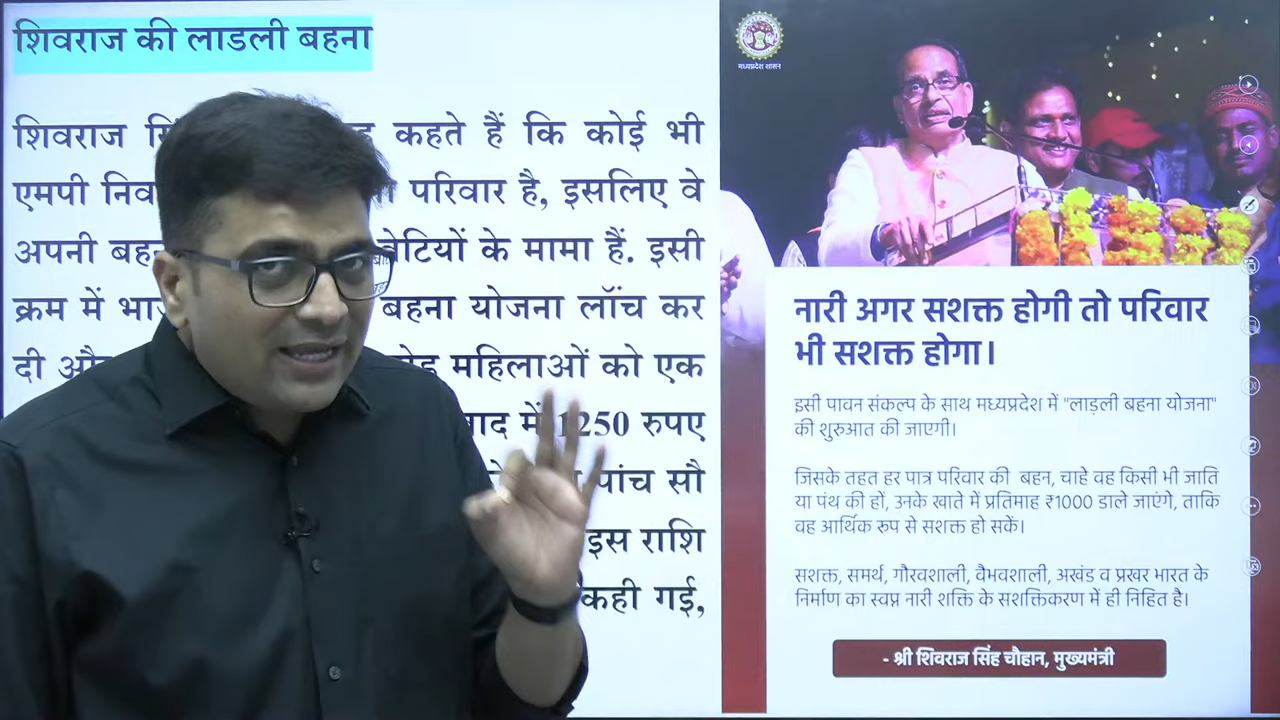 शिवराज की लाडली बहना
शिवराज कहते हैं कि कोई भी
एमपी परिवार है, इसलिए वे
अपनी बेटियों के मामा हैं. इसी
क्रम में बहना योजना लॉंच कर
दी महिलाओं को एक
बाद में 1250 रुपए
पांच सौ
इस राशि
कही गई,
मध्यप्रदेश शासन
नारी अगर सशक्त होगी तो परिवार
भी सशक्त होगा।
इसी पावन संकल्प के साथ मध्यप्रदेश में "लाड़ली बहना योजना"
की शुरुआत की जाएगी।
जिसके तहत हर पात्र परिवार की बहन, चाहे वह किसी भी जाति
या पंथ की हों, उनके खाते में प्रतिमाह ₹1000 डाले जाएंगे, ताकि
वह आर्थिक रूप से सशक्त हो सकें।
सशक्त, समर्थ, गौरवशाली, वैभवशाली, अखंड व प्रखर भारत के
निर्माण का स्वप्न नारी शक्ति के सशक्तिकरण में ही निहित है।
- श्री शिवराज सिंह चौहान, मुख्यमंत्री